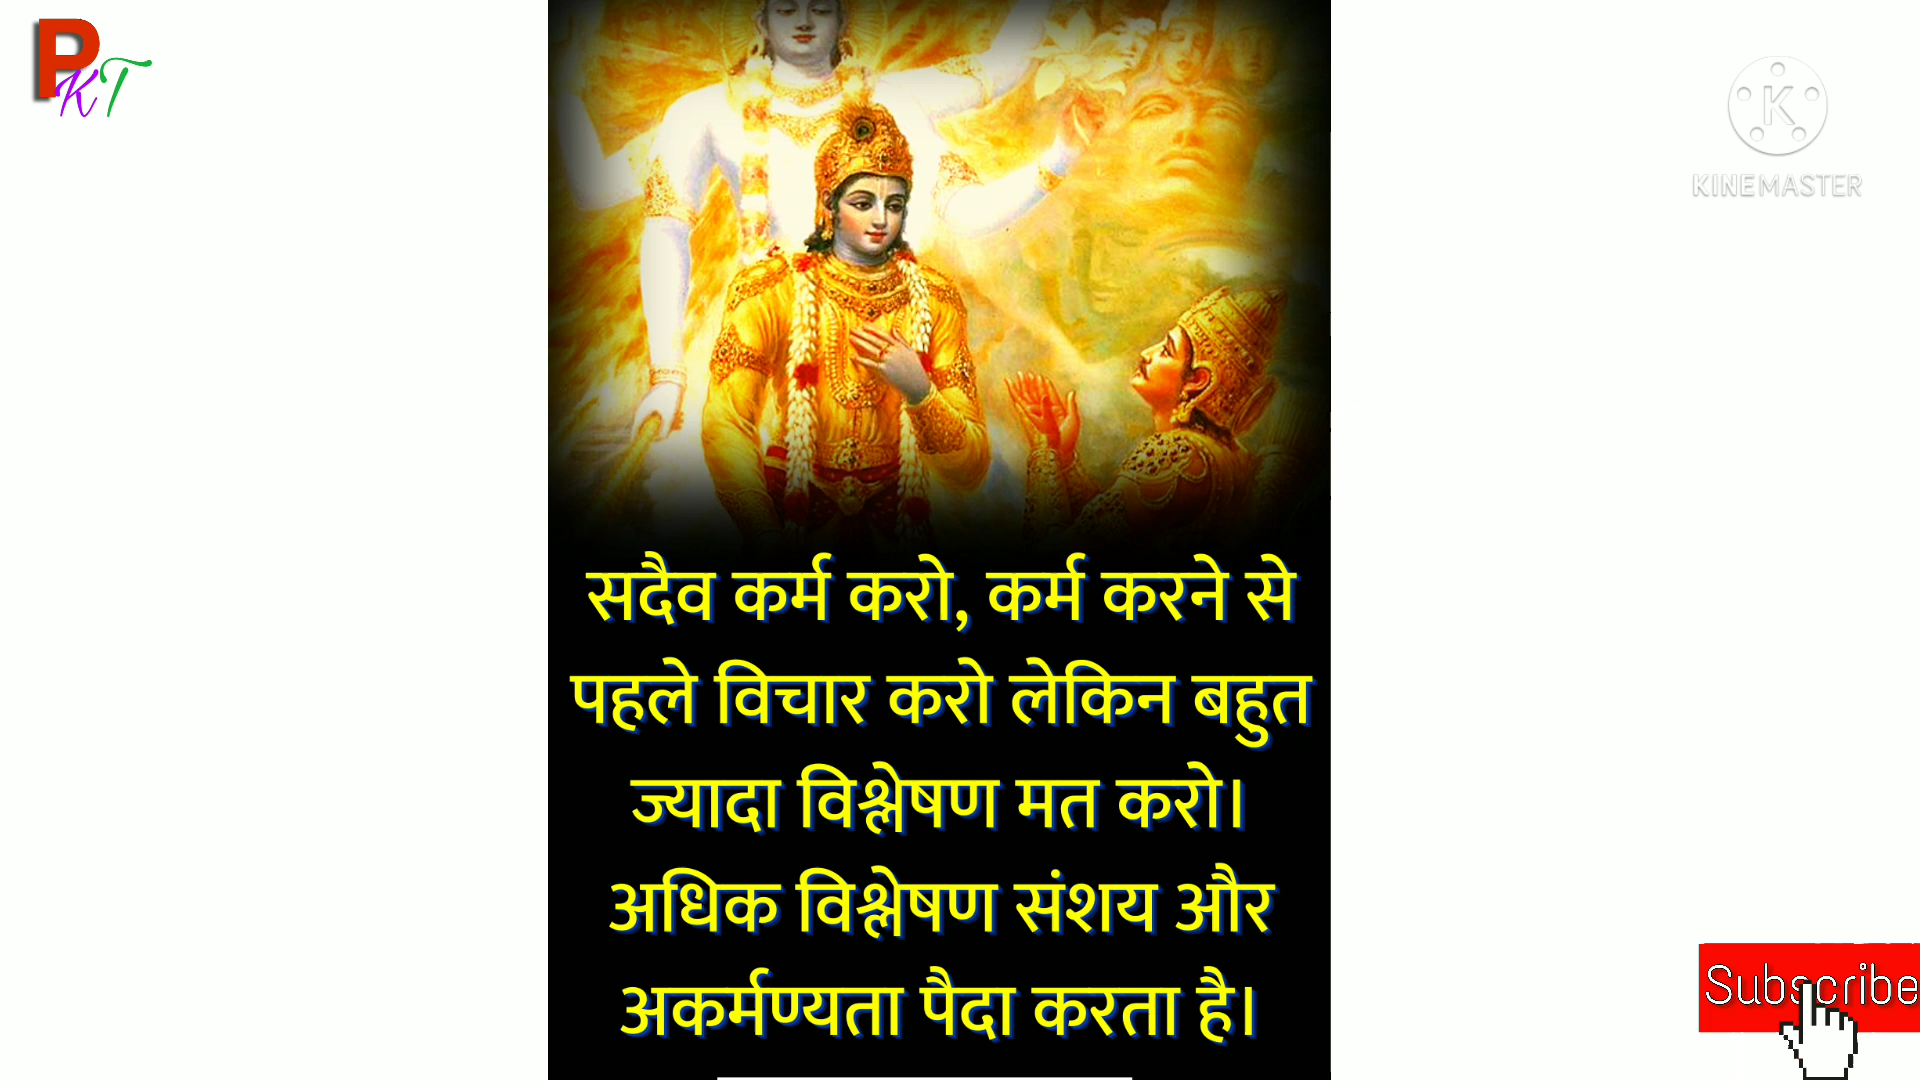 PKT
KINEMASTER
सदैव कर्म करो, कर्म करने से
पहले विचार करो लेकिन बहुत
ज्यादा विश्लेषण मत करो।
अधिक विश्लेषण संशय और
अकर्मण्यता पैदा करता है।
Subscribe